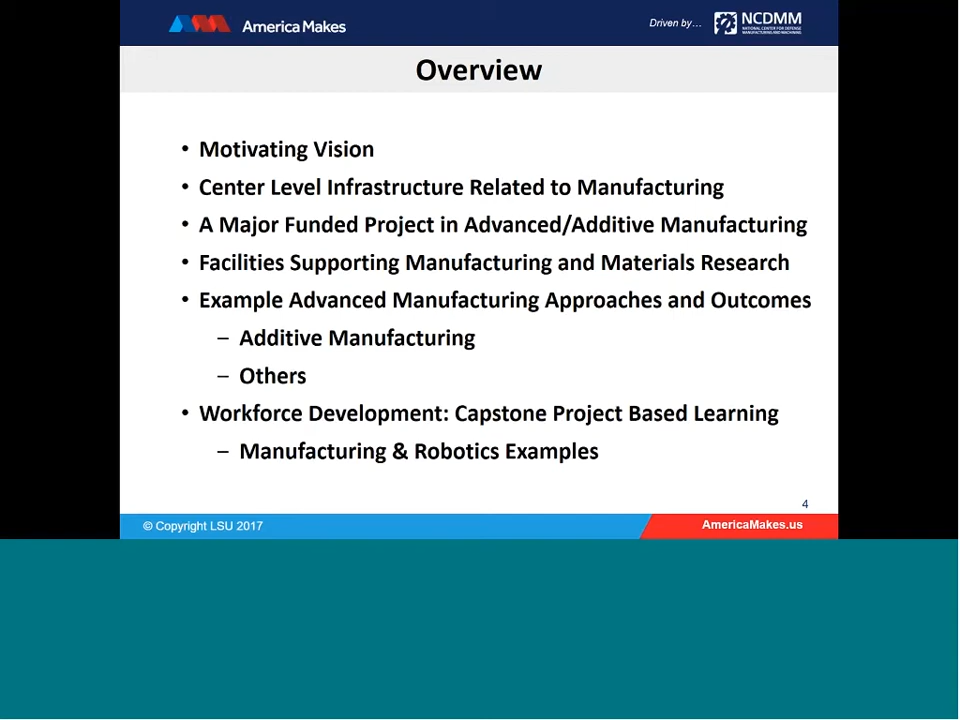 America Makes
Driven by...
NCDMM
NATIONAL CENTER FOR DEFENSE
MANUFACTURING AND MACHINING
Overview
• Motivating Vision
• Center Level Infrastructure Related to Manufacturing
• A Major Funded Project in Advanced/Additive Manufacturing
• Facilities Supporting Manufacturing and Materials Research
• Example Advanced Manufacturing Approaches and Outcomes
– Additive Manufacturing
– Others
• Workforce Development: Capstone Project Based Learning
– Manufacturing & Robotics Examples
4
© Copyright LSU 2017
AmericaMakes.us